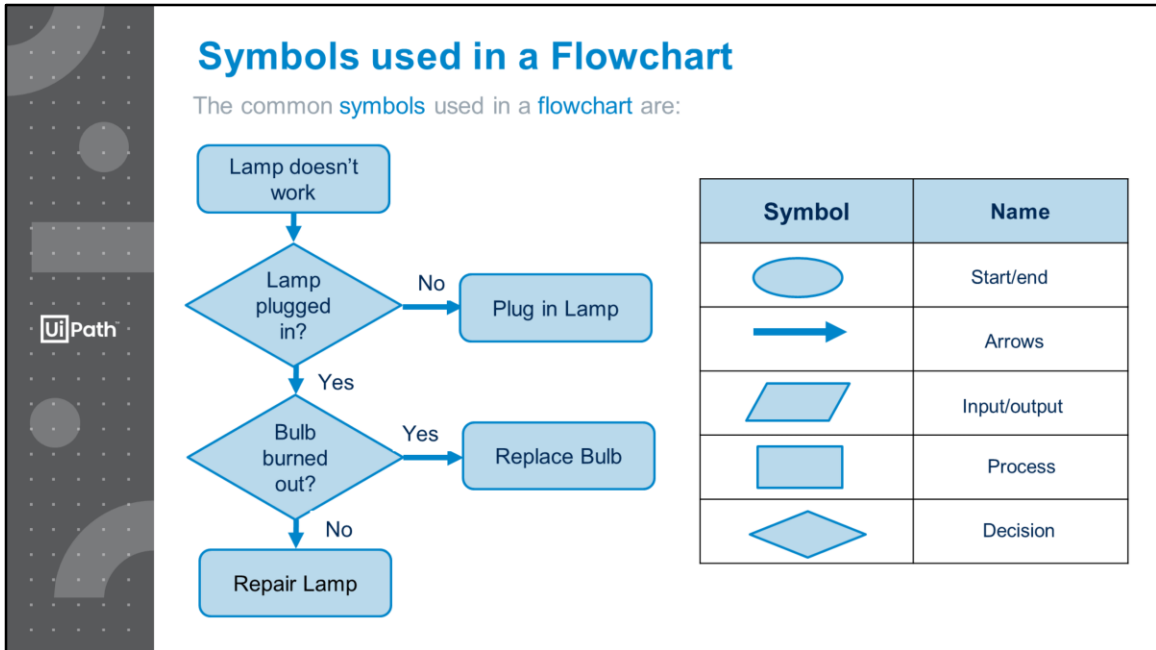 Symbols used in a Flowchart
The common symbols used in a flowchart are:
Lamp doesn't
work
Lamp
plugged
in?
No
Plug in Lamp
Yes
Bulb
burned
out?
Yes
Replace Bulb
No
Repair Lamp
Symbol Name
Start/end
Arrows
Input/output
Process
Decision
UiPath™